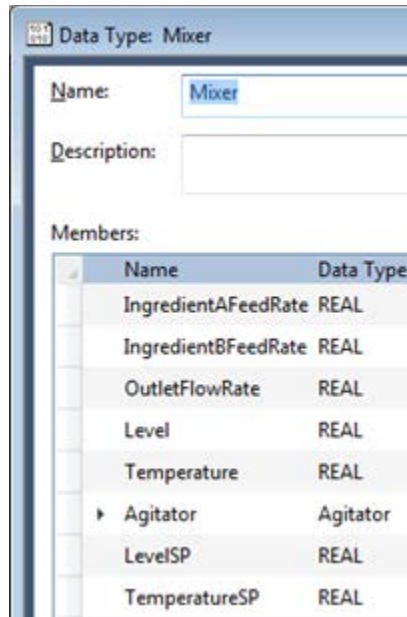 Data Type: Mixer
Name: Mixer
Description:
Members:
Name Data Type
IngredientAFeedRate REAL
IngredientBFeedRate REAL
OutletFlowRate REAL
Level REAL
Temperature REAL
Agitator Agitator
LevelSP REAL
TemperatureSP REAL